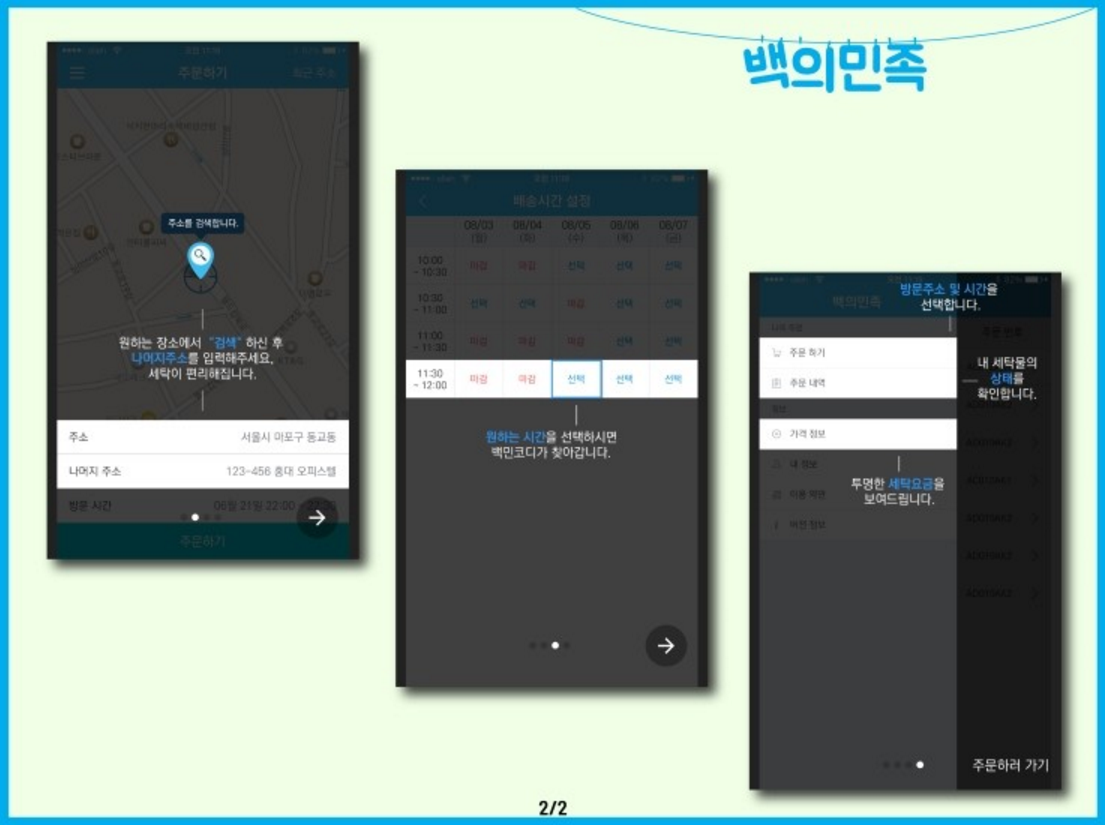 백의민족
주문하기
최근 주소
주소를 검색합니다.
원하는 장소에서 "검색" 하신 후
나머지주소를 입력해주세요.
세탁이 편리해집니다.
주소 서울시 마포구 동교동
나머지 주소 123-456 홍대 오피스텔
방문 시간 06월 21일 22:00
주문하기
배송시간 설정
08/03 08/04 08/05 08/06 08/07
(월) (화) (수) (목) (금)
10:00 ~ 10:30 마감 마감 선택 선택 선택
10:30 ~ 11:00 선택 선택 마감 선택 선택
11:00 ~ 11:30 마감 마감 마감 선택 선택
11:30 ~ 12:00 마감 마감 선택 선택 선택
원하는 시간을 선택하시면
백민코디가 찾아갑니다.
백의민족
방문주소 및 시간을
선택합니다.
나의 주문
주문 번호
주문 하기
주문 내역
내 세탁물의
상태를
확인합니다.
정보
가격 정보
내 정보
이용 약관
버전 정보
투명한 세탁요금을
보여드립니다.
주문하러 가기
2/2